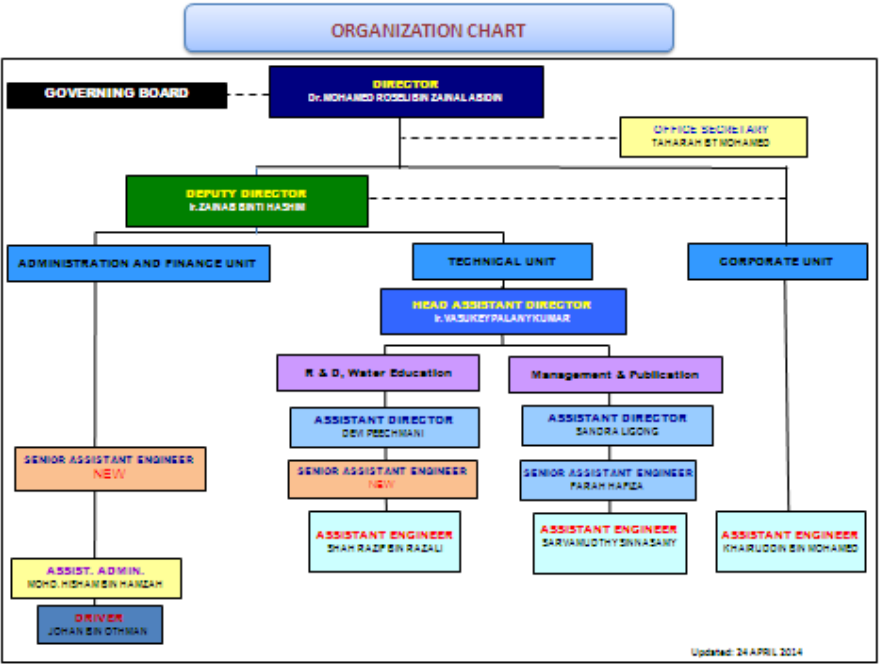 ORGANIZATION CHART
GOVERNING BOARD
DIRECTOR
Dr. MOHAMED ROSELI BIN ZAINAL ABIDIN
OFFICE SECRETARY
TAHARAH BT MOHAMED
DEPUTY DIRECTOR
Ir. ZAINAB BINTI HASHIM
ADMINISTRATION AND FINANCE UNIT
TECHNICAL UNIT
CORPORATE UNIT
HEAD ASSISTANT DIRECTOR
Ir. VASUKEY PALANY KUMAR
R & D, Water Education
Management & Publication
ASSISTANT DIRECTOR
DEVI PEECHMANI
ASSISTANT DIRECTOR
SANDRA LIGONG
SENIOR ASSISTANT ENGINEER
NEW
SENIOR ASSISTANT ENGINEER
NEW
SENIOR ASSISTANT ENGINEER
FARAH HAFIZA
ASSISTANT ENGINEER
SHAH RAZIF BIN RAZALI
ASSISTANT ENGINEER
SARVAMUOTHY SINNASAMY
ASSISTANT ENGINEER
KHAIRUDDIN BIN MOHAMED
ASSIST. ADMIN.
MOHD. HISHAM BIN HAMZAH
DRIVER
JOHAN BIN OTHMAN
Updated: 24 APRIL 2014